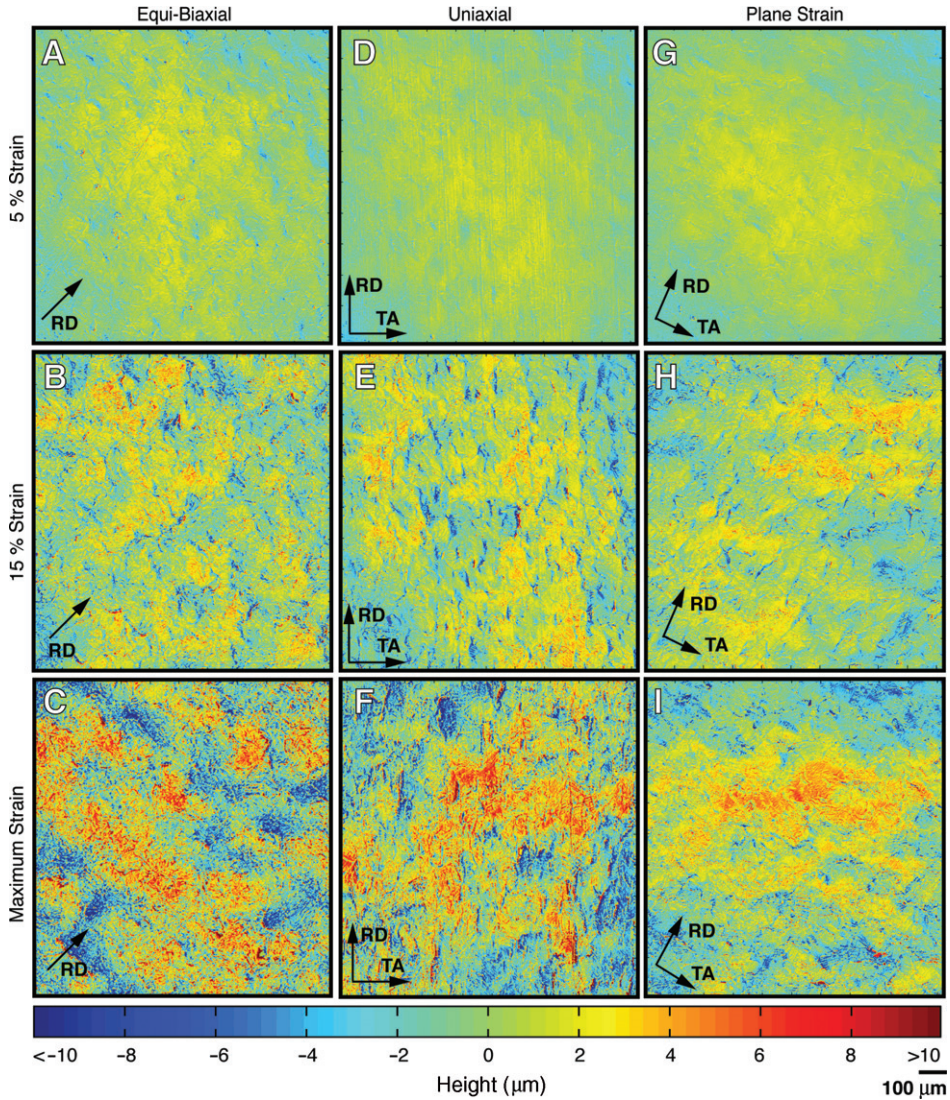 Equi-Biaxial Uniaxial Plane Strain
5 % Strain
A D G
RD RD TA RD TA
15 % Strain
B E H
RD RD TA RD TA
Maximum Strain
C F I
RD RD TA RD TA
<−10 −8 −6 −4 −2 0 2 4 6 8 >10
Height (μm)
100 μm